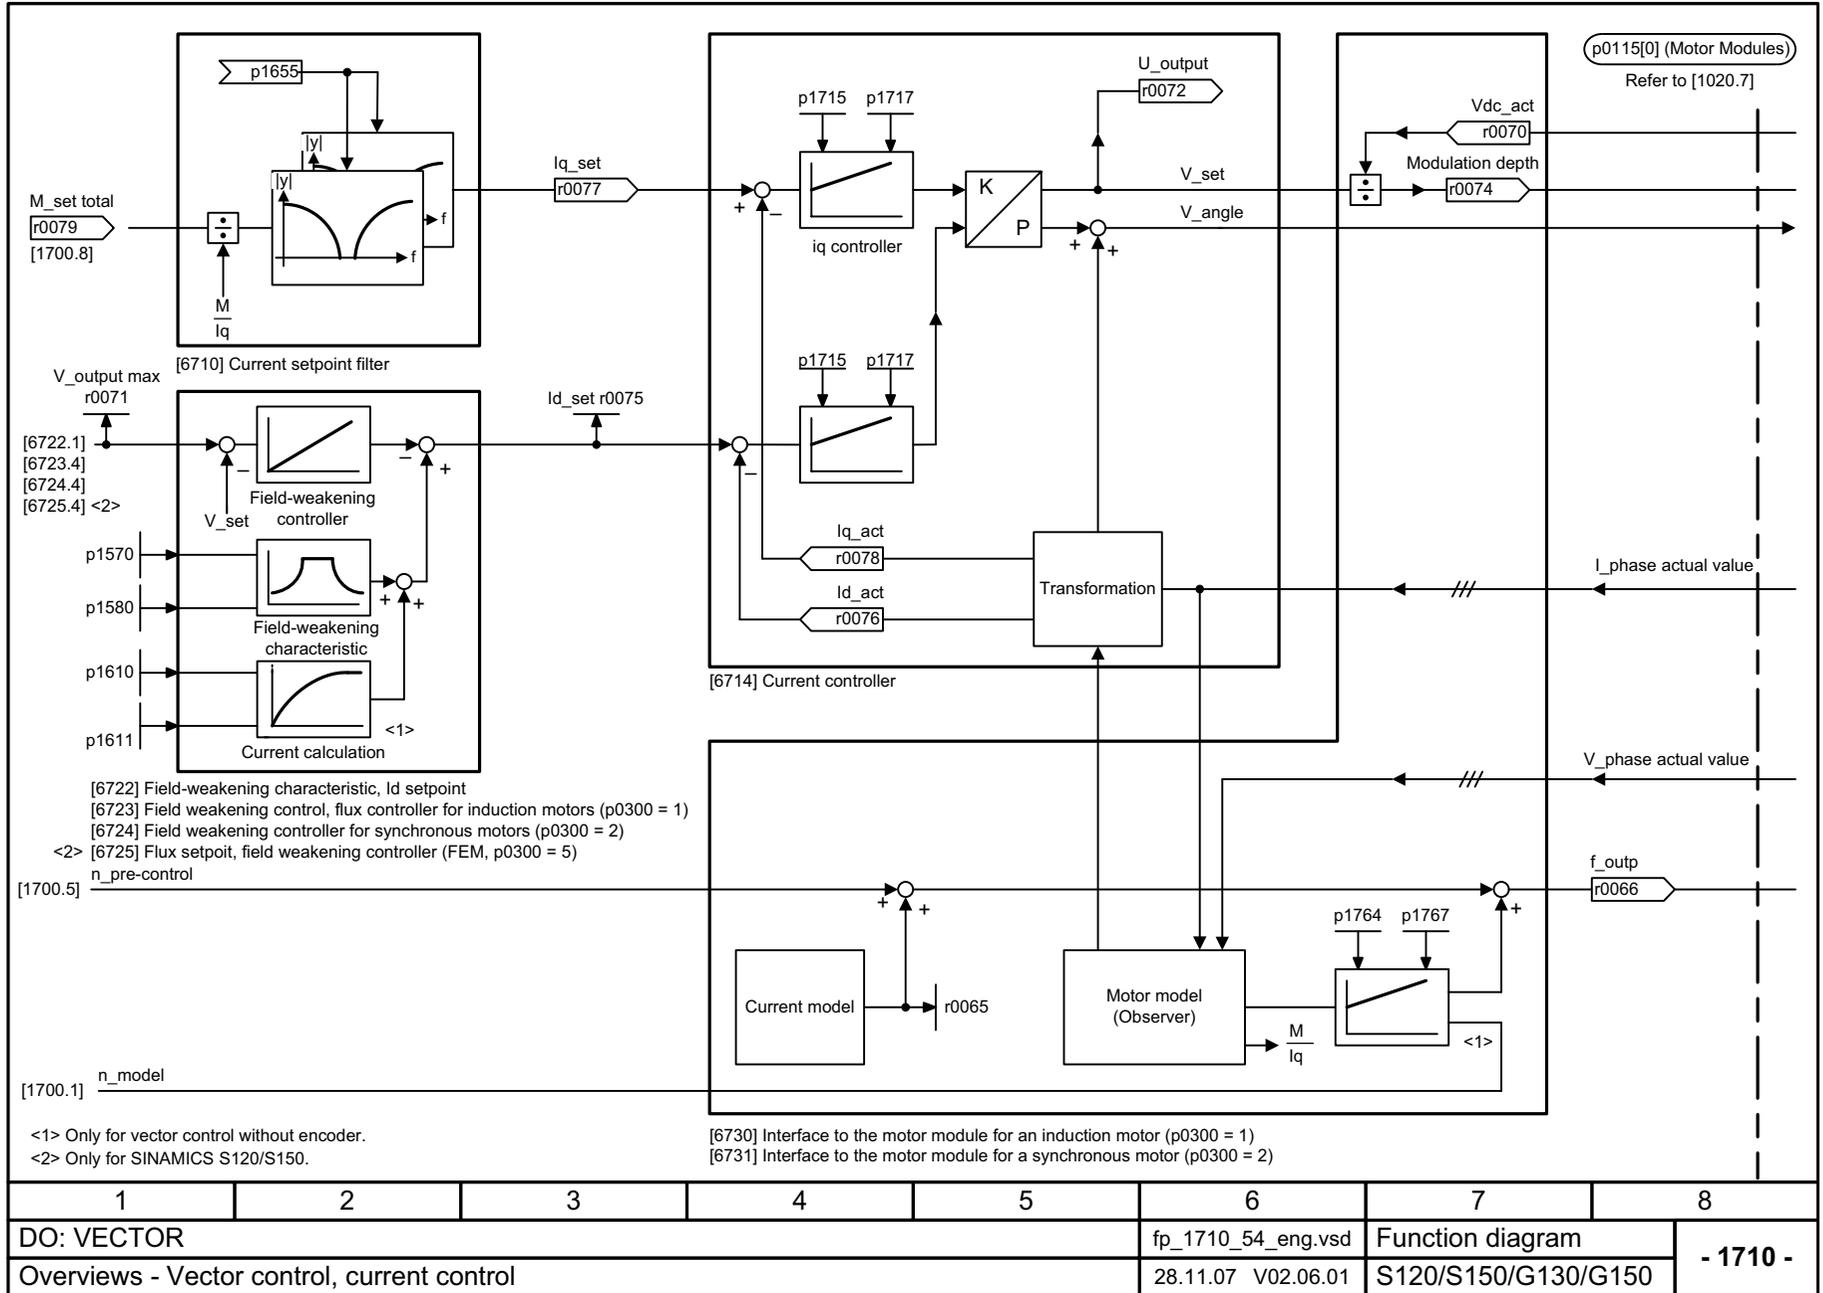 p0115[0] (Motor Modules)
Refer to [1020.7]
p1655
|y|
f
|y|
f
M_set total
r0079
[1700.8]
÷
M
Iq
[6710] Current setpoint filter
Iq_set
r0077
+
–
p1715 p1717
iq controller
K
P
U_output
r0072
V_set
V_angle
+
+
÷
Vdc_act
r0070
Modulation depth
r0074
V_output max
r0071
[6722.1]
[6723.4]
[6724.4]
[6725.4] <2>
–
V_set
Field-weakening
controller
–
+
Id_set r0075
–
p1715 p1717
p1570
p1580
Field-weakening
characteristic
+
+
p1610
p1611
<1>
Current calculation
Iq_act
r0078
Id_act
r0076
Transformation
I_phase actual value
[6714] Current controller
V_phase actual value
[6722] Field-weakening characteristic, Id setpoint
[6723] Field weakening control, flux controller for induction motors (p0300 = 1)
[6724] Field weakening controller for synchronous motors (p0300 = 2)
<2> [6725] Flux setpoit, field weakening controller (FEM, p0300 = 5)
n_pre-control
[1700.5]
+
+
+
f_outp
r0066
p1764 p1767
Current model
r0065
Motor model
(Observer)
M
Iq
<1>
n_model
[1700.1]
<1> Only for vector control without encoder.
<2> Only for SINAMICS S120/S150.
[6730] Interface to the motor module for an induction motor (p0300 = 1)
[6731] Interface to the motor module for a synchronous motor (p0300 = 2)
1 2 3 4 5 6 7 8
DO: VECTOR
fp_1710_54_eng.vsd
Function diagram
- 1710 -
Overviews - Vector control, current control
28.11.07 V02.06.01
S120/S150/G130/G150